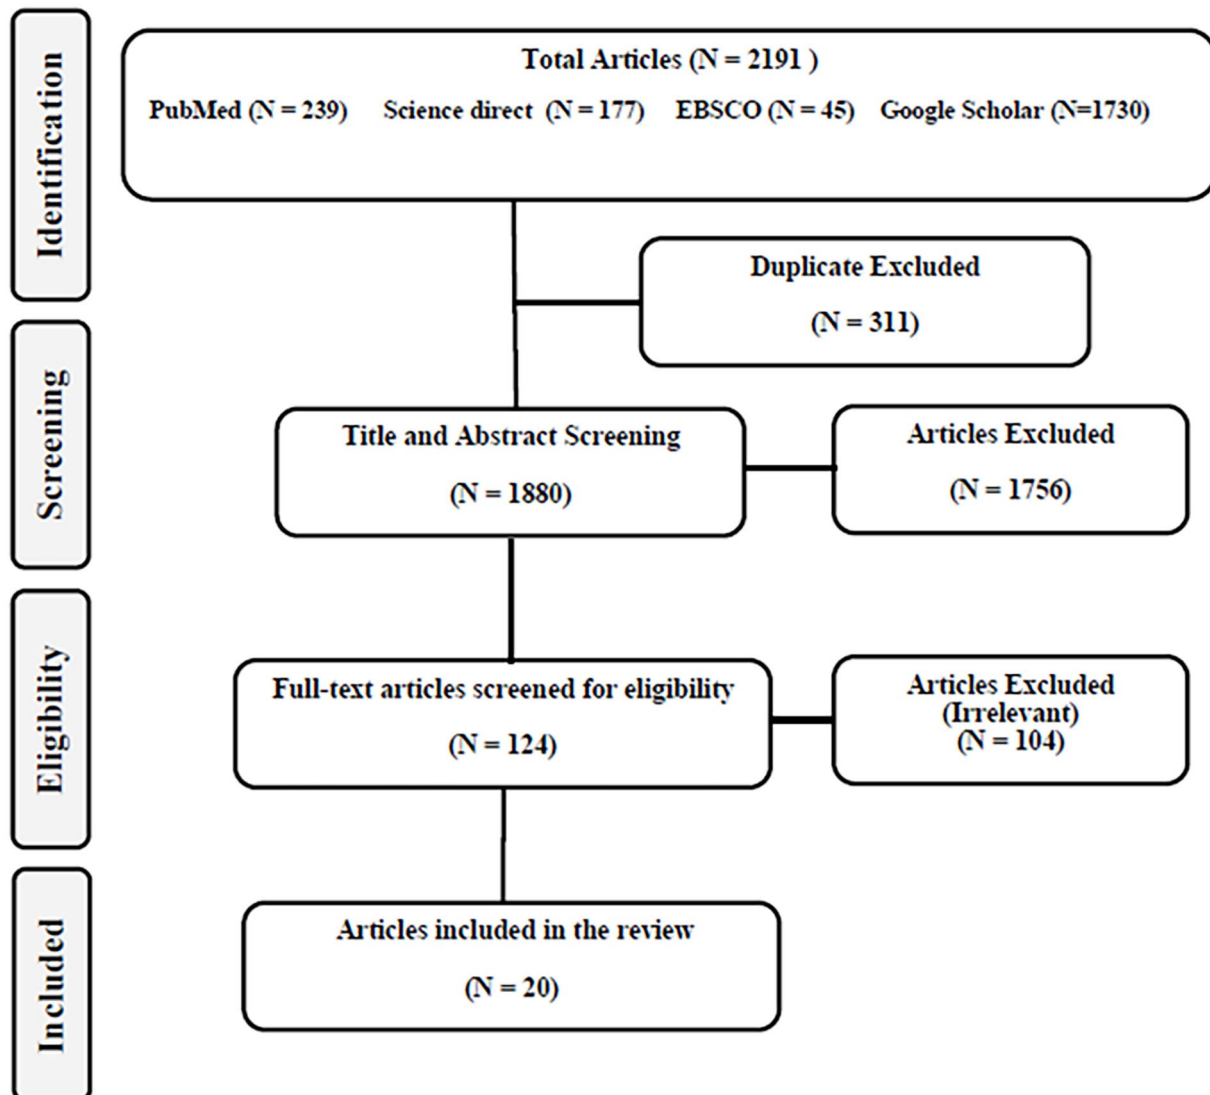 Identification
Total Articles (N = 2191 )
PubMed (N = 239) Science direct (N = 177) EBSCO (N = 45) Google Scholar (N=1730)
Duplicate Excluded
(N = 311)
Screening
Title and Abstract Screening
(N = 1880)
Articles Excluded
(N = 1756)
Eligibility
Full-text articles screened for eligibility
(N = 124)
Articles Excluded
(Irrelevant)
(N = 104)
Included
Articles included in the review
(N = 20)